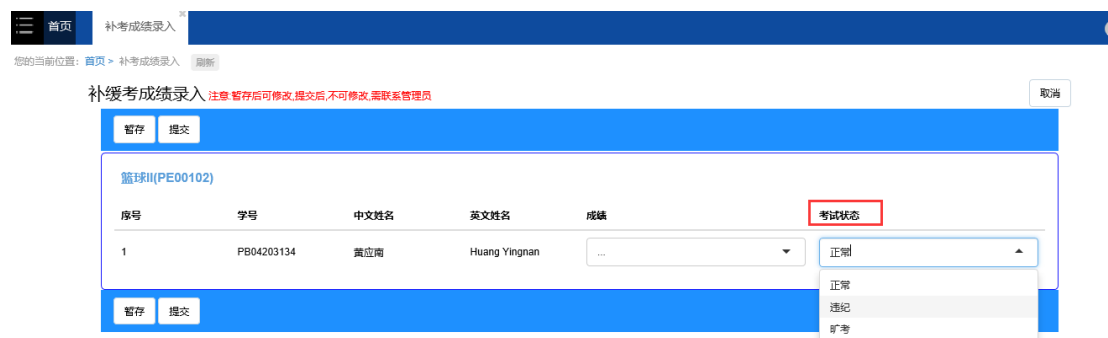 首页 补考成绩录入 ×
您的当前位置: 首页 > 补考成绩录入 刷新
补缓考成绩录入 注意:暂存后可修改,提交后,不可修改,需联系管理员 取消
暂存 提交
篮球II(PE00102)
序号 学号 中文姓名 英文姓名 成绩 考试状态
1 PB04203134 黄应南 Huang Yingnan ... 正常
正常
违纪
旷考
暂存 提交